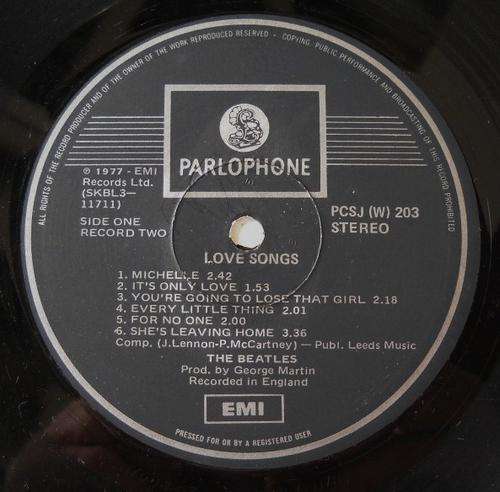 ALL RIGHTS OF THE RECORD PRODUCER AND OF THE OWNER OF THE WORK REPRODUCED RESERVED - COPYING, PUBLIC PERFORMANCE AND BROADCASTING OF THIS RECORD PROHIBITED
£
PARLOPHONE
℗ 1977 - EMI
Records Ltd.
(SKBL3—
11711)
SIDE ONE
RECORD TWO
PCSJ (W) 203
STEREO
LOVE SONGS
1. MICHELLE 2.42
2. IT'S ONLY LOVE 1.53
3. YOU'RE GOING TO LOSE THAT GIRL 2.18
4. EVERY LITTLE THING 2.01
5. FOR NO ONE 2.00
6. SHE'S LEAVING HOME 3.36
Comp. (J.Lennon-P.McCartney) — Publ. Leeds Music
THE BEATLES
Prod. by George Martin
Recorded in England
EMI
PRESSED FOR OR BY A REGISTERED USER